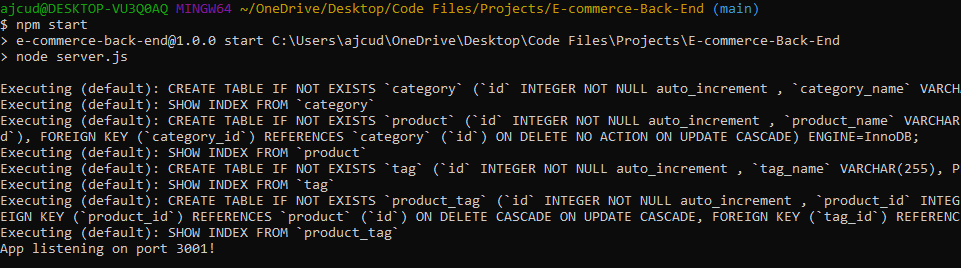 ajcud@DESKTOP-VU3Q0AQ MINGW64 ~/OneDrive/Desktop/Code Files/Projects/E-commerce-Back-End (main)
$ npm start
> e-commerce-back-end@1.0.0 start C:\Users\ajcud\OneDrive\Desktop\Code Files\Projects\E-commerce-Back-End
> node server.js
Executing (default): CREATE TABLE IF NOT EXISTS `category` (`id` INTEGER NOT NULL auto_increment , `category_name` VARCHA
Executing (default): SHOW INDEX FROM `category`
Executing (default): CREATE TABLE IF NOT EXISTS `product` (`id` INTEGER NOT NULL auto_increment , `product_name` VARCHAR
d`), FOREIGN KEY (`category_id`) REFERENCES `category` (`id`) ON DELETE NO ACTION ON UPDATE CASCADE) ENGINE=InnoDB;
Executing (default): SHOW INDEX FROM `product`
Executing (default): CREATE TABLE IF NOT EXISTS `tag` (`id` INTEGER NOT NULL auto_increment , `tag_name` VARCHAR(255), P
Executing (default): SHOW INDEX FROM `tag`
Executing (default): CREATE TABLE IF NOT EXISTS `product_tag` (`id` INTEGER NOT NULL auto_increment , `product_id` INTEG
EIGN KEY (`product_id`) REFERENCES `product` (`id`) ON DELETE CASCADE ON UPDATE CASCADE, FOREIGN KEY (`tag_id`) REFERENC
Executing (default): SHOW INDEX FROM `product_tag`
App listening on port 3001!